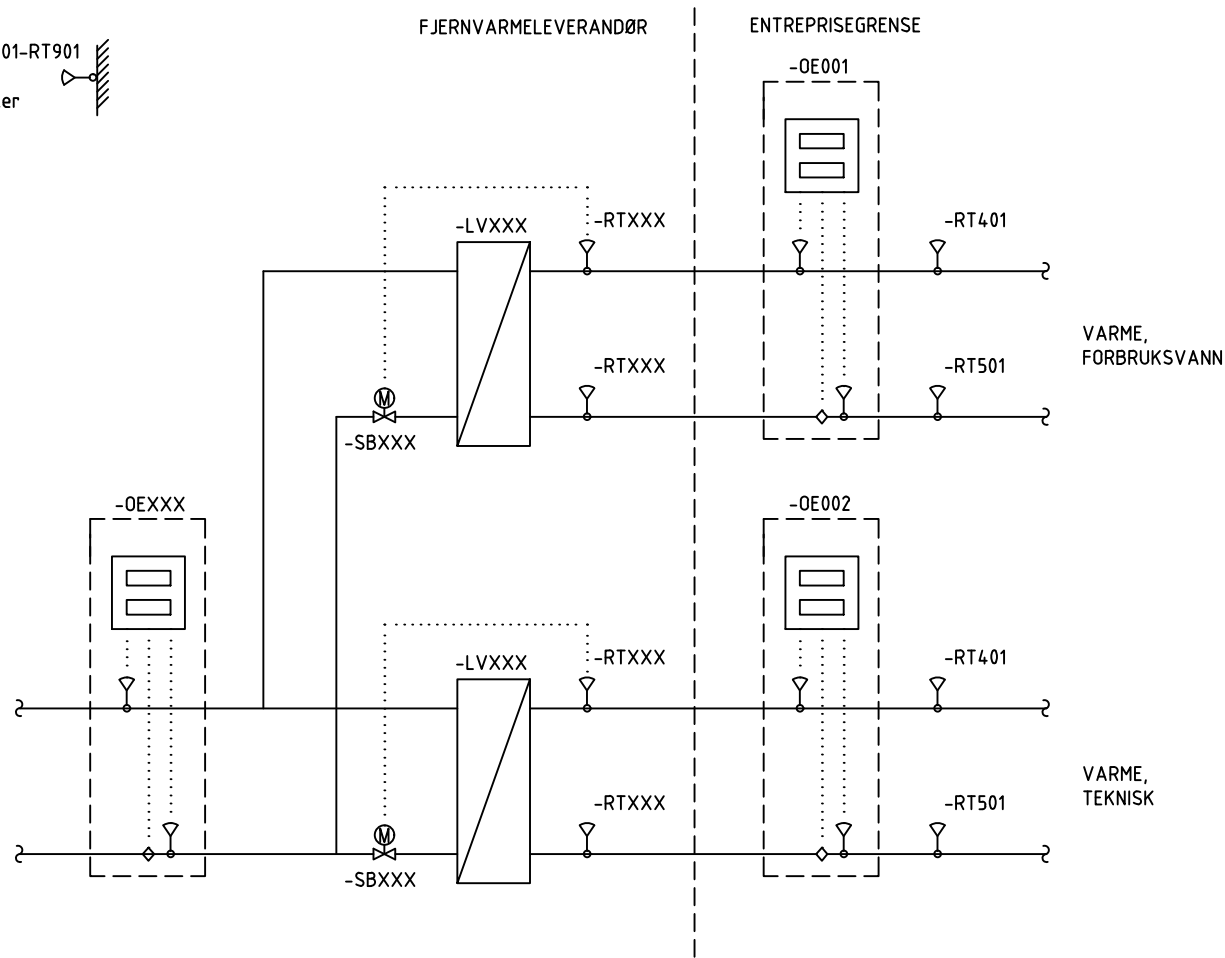 FJERNVARMELEVERANDØR
ENTREPRISEGRENSE
01-RT901
er
-OE001
-LVXXX
-RTXXX
-RT401
M
-SBXXX
-RTXXX
-RT501
VARME,
FORBRUKSVANN
-OEXXX
-OE002
-LVXXX
-RTXXX
-RT401
M
-SBXXX
-RTXXX
-RT501
VARME,
TEKNISK